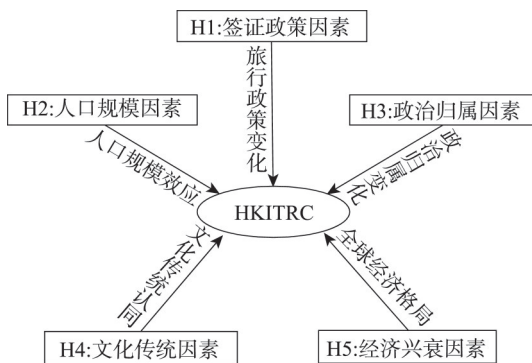 H1:签证政策因素
旅行政策变化
H2:人口规模因素
H3:政治归属因素
人口规模效应
政治归属变化
HKITRC
文化传统认同
全球经济格局
H4:文化传统因素
H5:经济兴衰因素